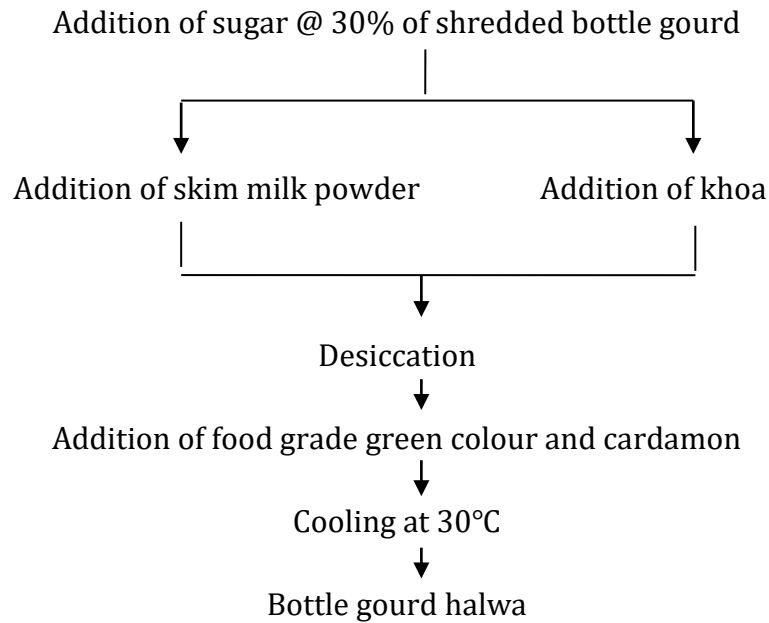 Addition of sugar @ 30% of shredded bottle gourd
Addition of skim milk powder
Addition of khoa
Desiccation
Addition of food grade green colour and cardamon
Cooling at 30°C
Bottle gourd halwa